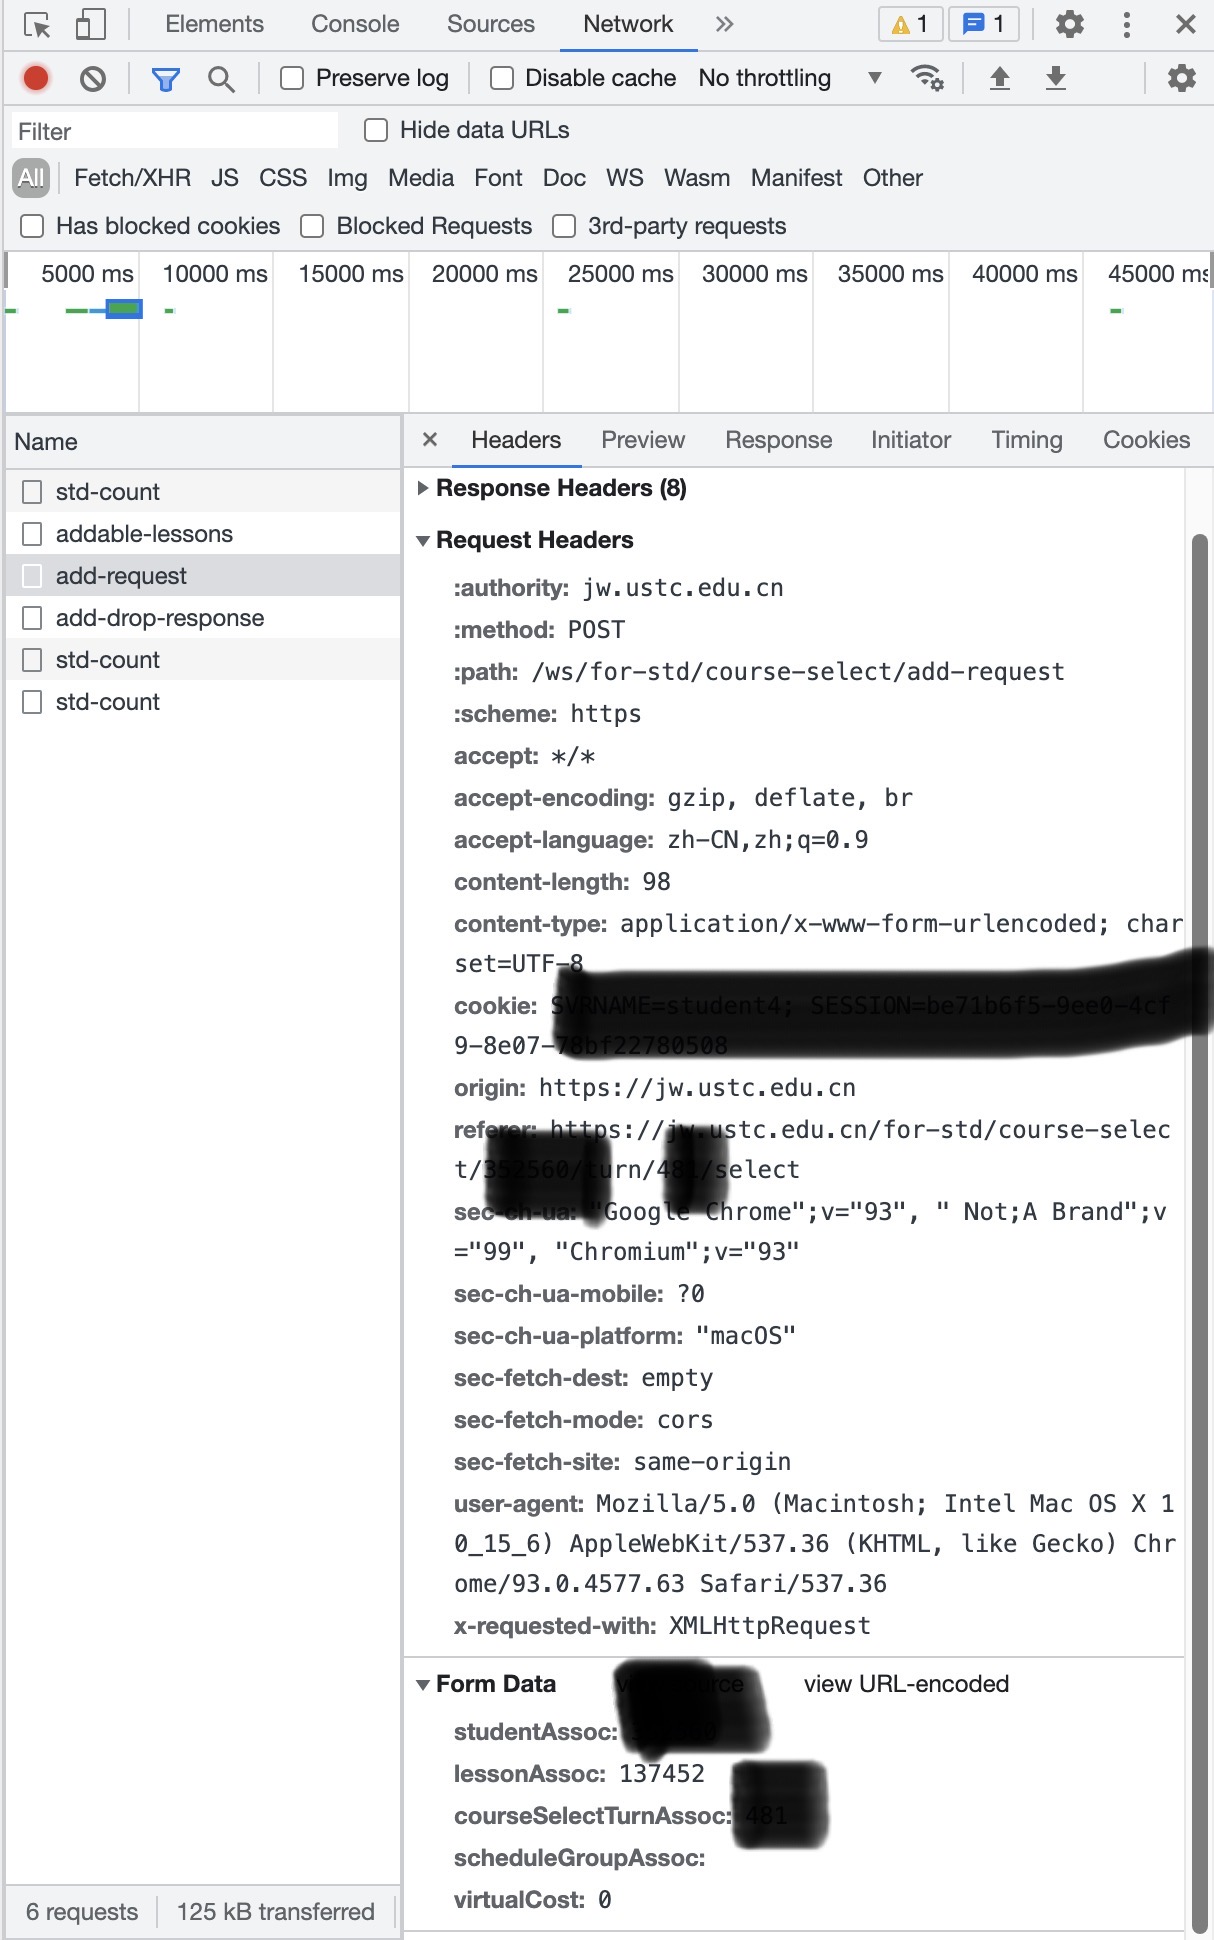 Elements Console Sources Network 1 1
Preserve log Disable cache No throttling
Filter Hide data URLs
All Fetch/XHR JS CSS Img Media Font Doc WS Wasm Manifest Other
Has blocked cookies Blocked Requests 3rd-party requests
5000 ms 10000 ms 15000 ms 20000 ms 25000 ms 30000 ms 35000 ms 40000 ms 45000 ms
Name
std-count
addable-lessons
add-request
add-drop-response
std-count
std-count
6 requests 125 kB transferred
× Headers Preview Response Initiator Timing Cookies
Response Headers (8)
Request Headers
:authority: jw.ustc.edu.cn
:method: POST
:path: /ws/for-std/course-select/add-request
:scheme: https
accept: */*
accept-encoding: gzip, deflate, br
accept-language: zh-CN,zh;q=0.9
content-length: 98
content-type: application/x-www-form-urlencoded; char
set=UTF-8
cookie:
9-8e07-
origin: https://jw.ustc.edu.cn
referer: https://jw.ustc.edu.cn/for-std/course-selec
t/ turn/ /select
sec-ch-ua: "Google Chrome";v="93", " Not;A Brand";v
="99", "Chromium";v="93"
sec-ch-ua-mobile: ?0
sec-ch-ua-platform: "macOS"
sec-fetch-dest: empty
sec-fetch-mode: cors
sec-fetch-site: same-origin
user-agent: Mozilla/5.0 (Macintosh; Intel Mac OS X 1
0_15_6) AppleWebKit/537.36 (KHTML, like Gecko) Chr
ome/93.0.4577.63 Safari/537.36
x-requested-with: XMLHttpRequest
Form Data view URL-encoded
studentAssoc:
lessonAssoc: 137452
courseSelectTurnAssoc:
scheduleGroupAssoc:
virtualCost: 0